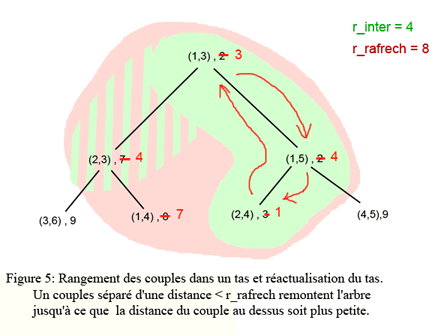 r_inter = 4
r_rafrech = 8
(1,3) , 2 3
(2,3) , 7 4
(1,5) , 2 4
(3,6) , 9
(1,4) , 8 7
(2,4) , 3 1
(4,5),9
Figure 5: Rangement des couples dans un tas et réactualisation du tas.
Un couples séparé d'une distance < r_rafrech remontent l'arbre
jusqu'à ce que la distance du couple au dessus soit plus petite.